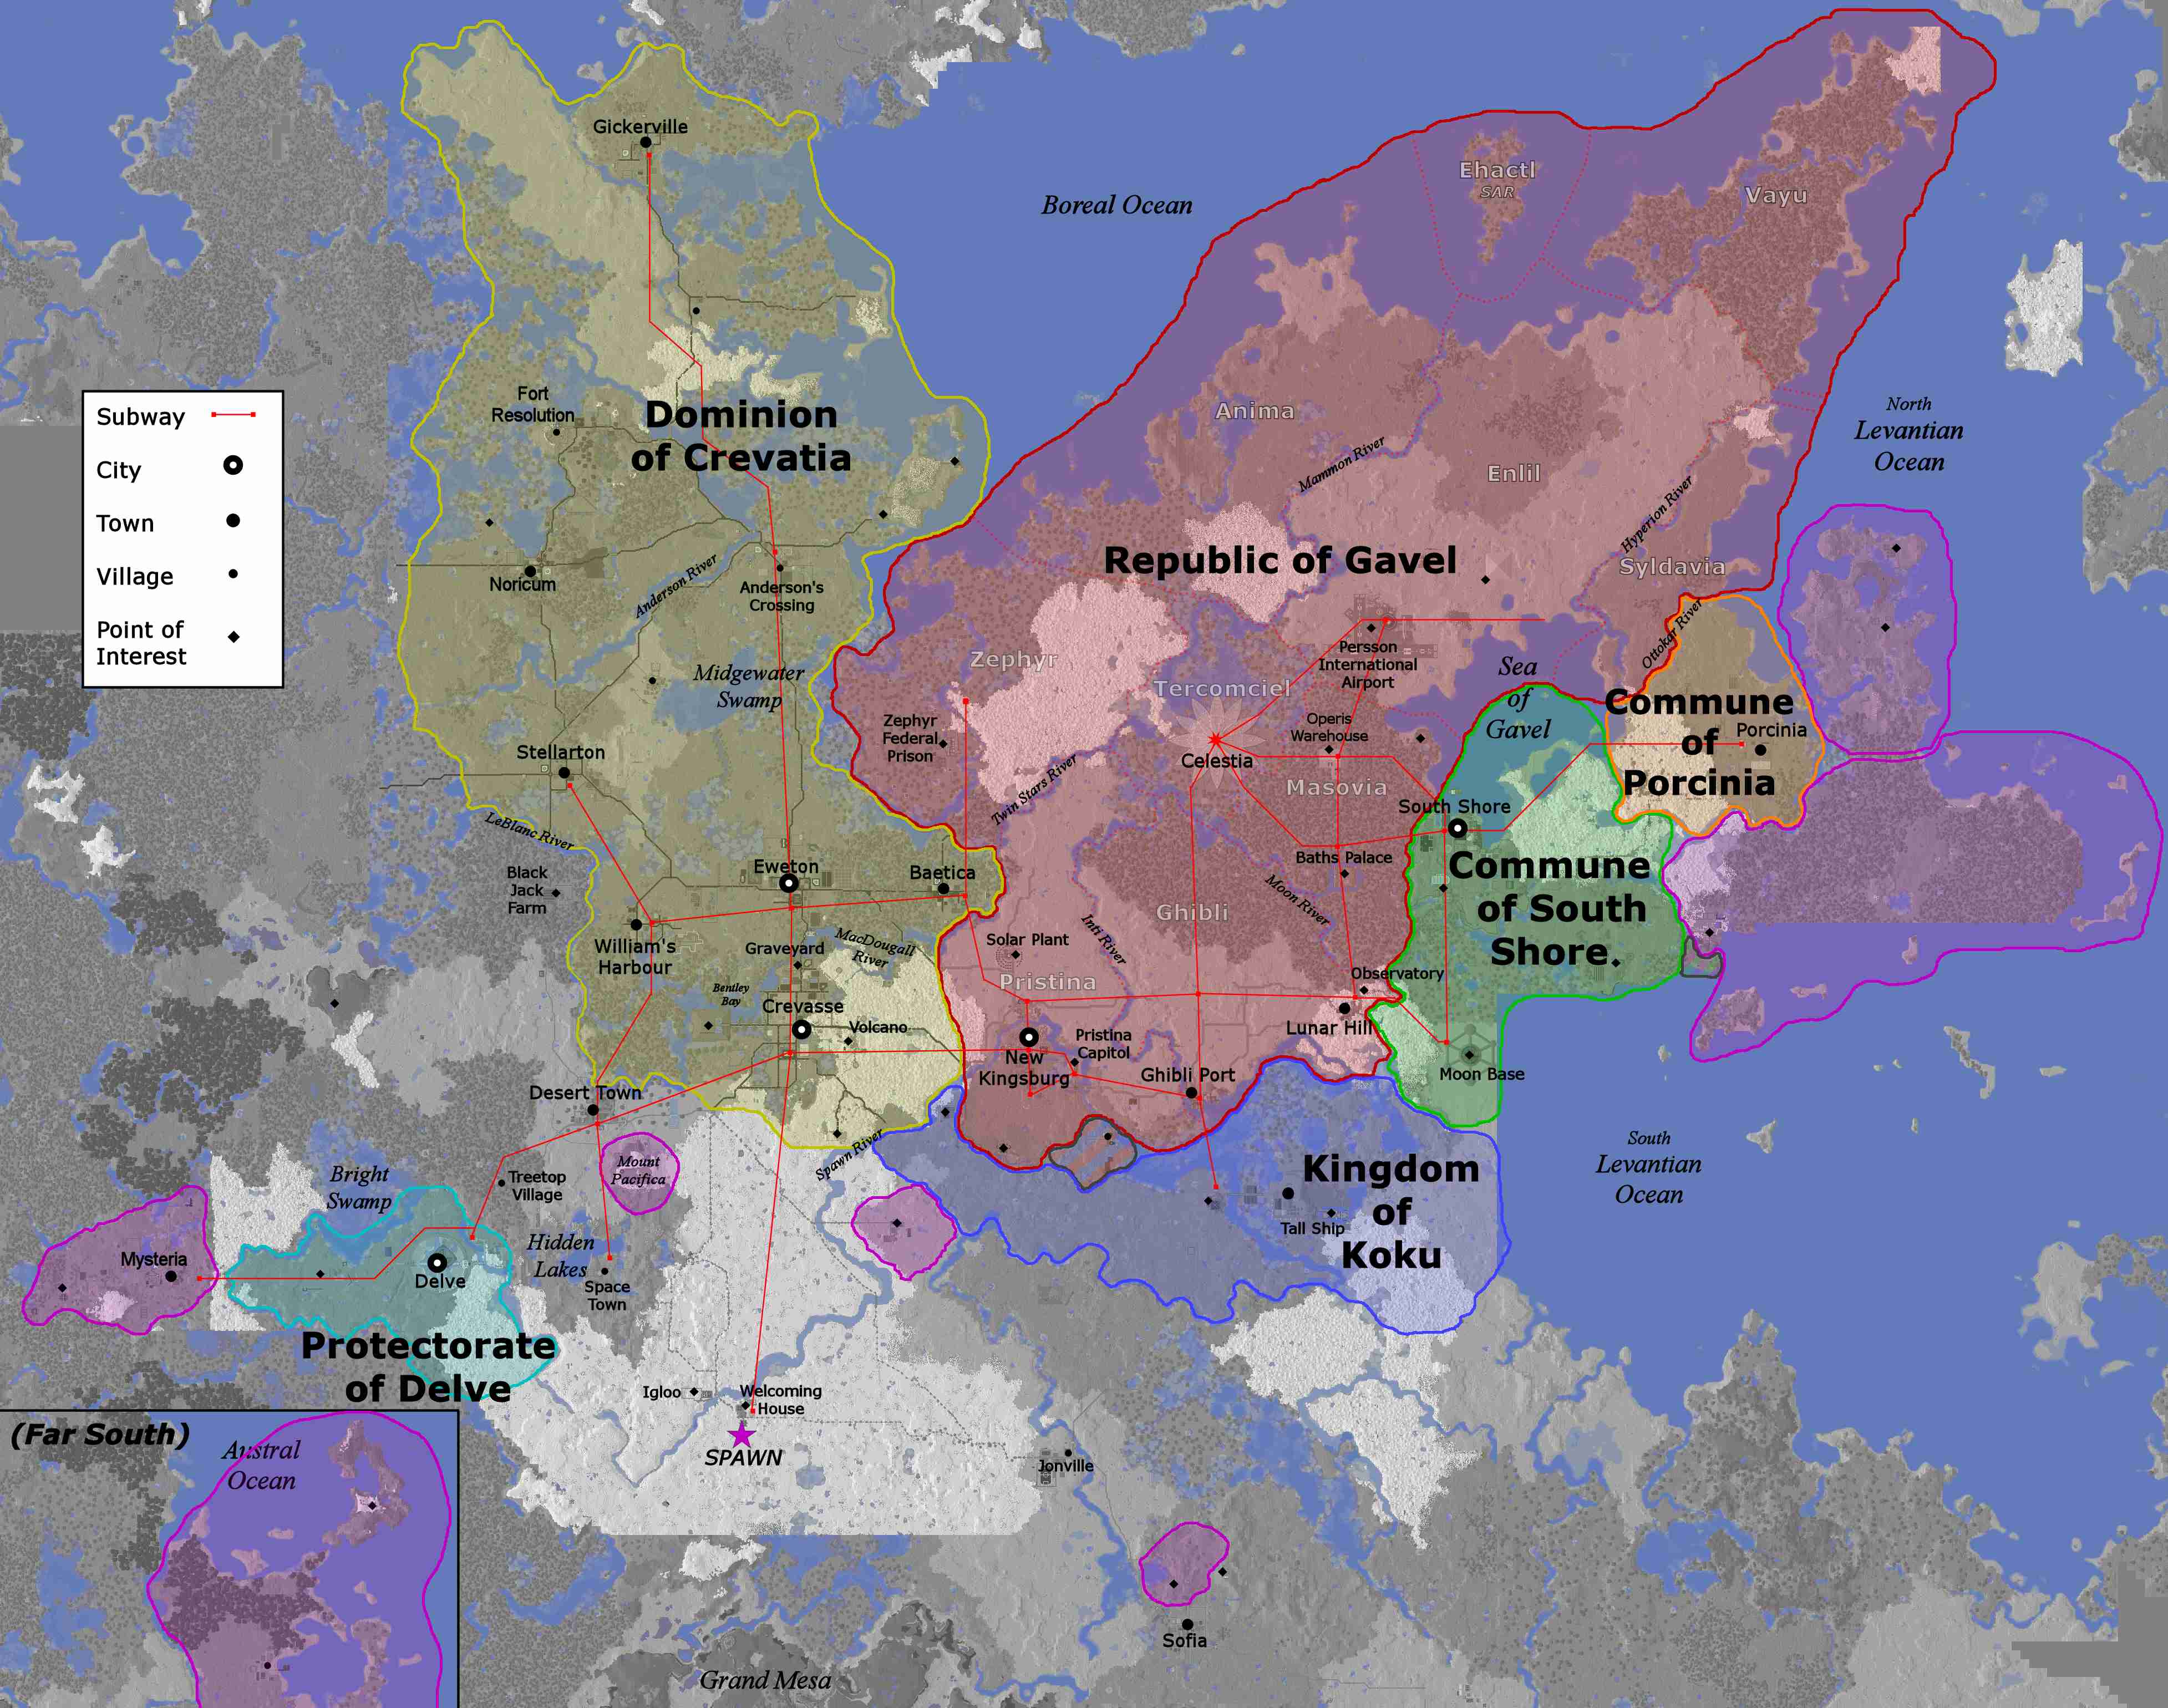 Gickerville
Boreal Ocean
Ehactl
SAR
Vayu
Subway
City
Town
Village
Point of
Interest
Fort
Resolution
Dominion
of Crevatia
Noricum
Anderson River
Anderson's
Crossing
Midgewater
Swamp
Stellarton
LeBlanc River
Black
Jack
Farm
Eweton
Baetica
William's
Harbour
Graveyard
MacDougall
River
Bentley
Bay
Crevasse
Volcano
Anima
Mammon River
Enlil
Hyperion River
North
Levantian
Ocean
Republic of Gavel
Syldavia
Ottokar River
Zephyr
Tercomciel
Persson
International
Airport
Sea
of
Gavel
Zephyr
Federal
Prison
Celestia
Operis
Warehouse
Masovia
Twin Stars River
Commune
of
Porcinia
Porcinia
South Shore
Baths Palace
Commune
of South
Shore
Moon River
Ghibli
Inti River
Solar Plant
Pristina
Observatory
Lunar Hill
New
Kingsburg
Pristina
Capitol
Ghibli Port
Moon Base
Desert Town
Mount
Pacifica
Spawn River
Treetop
Village
Bright
Swamp
Mysteria
Delve
Hidden
Lakes
Space
Town
Kingdom
of
Koku
Tall Ship
South
Levantian
Ocean
Protectorate
of Delve
Igloo
Welcoming
House
SPAWN
Jonville
(Far South)
Austral
Ocean
Sofia
Grand Mesa